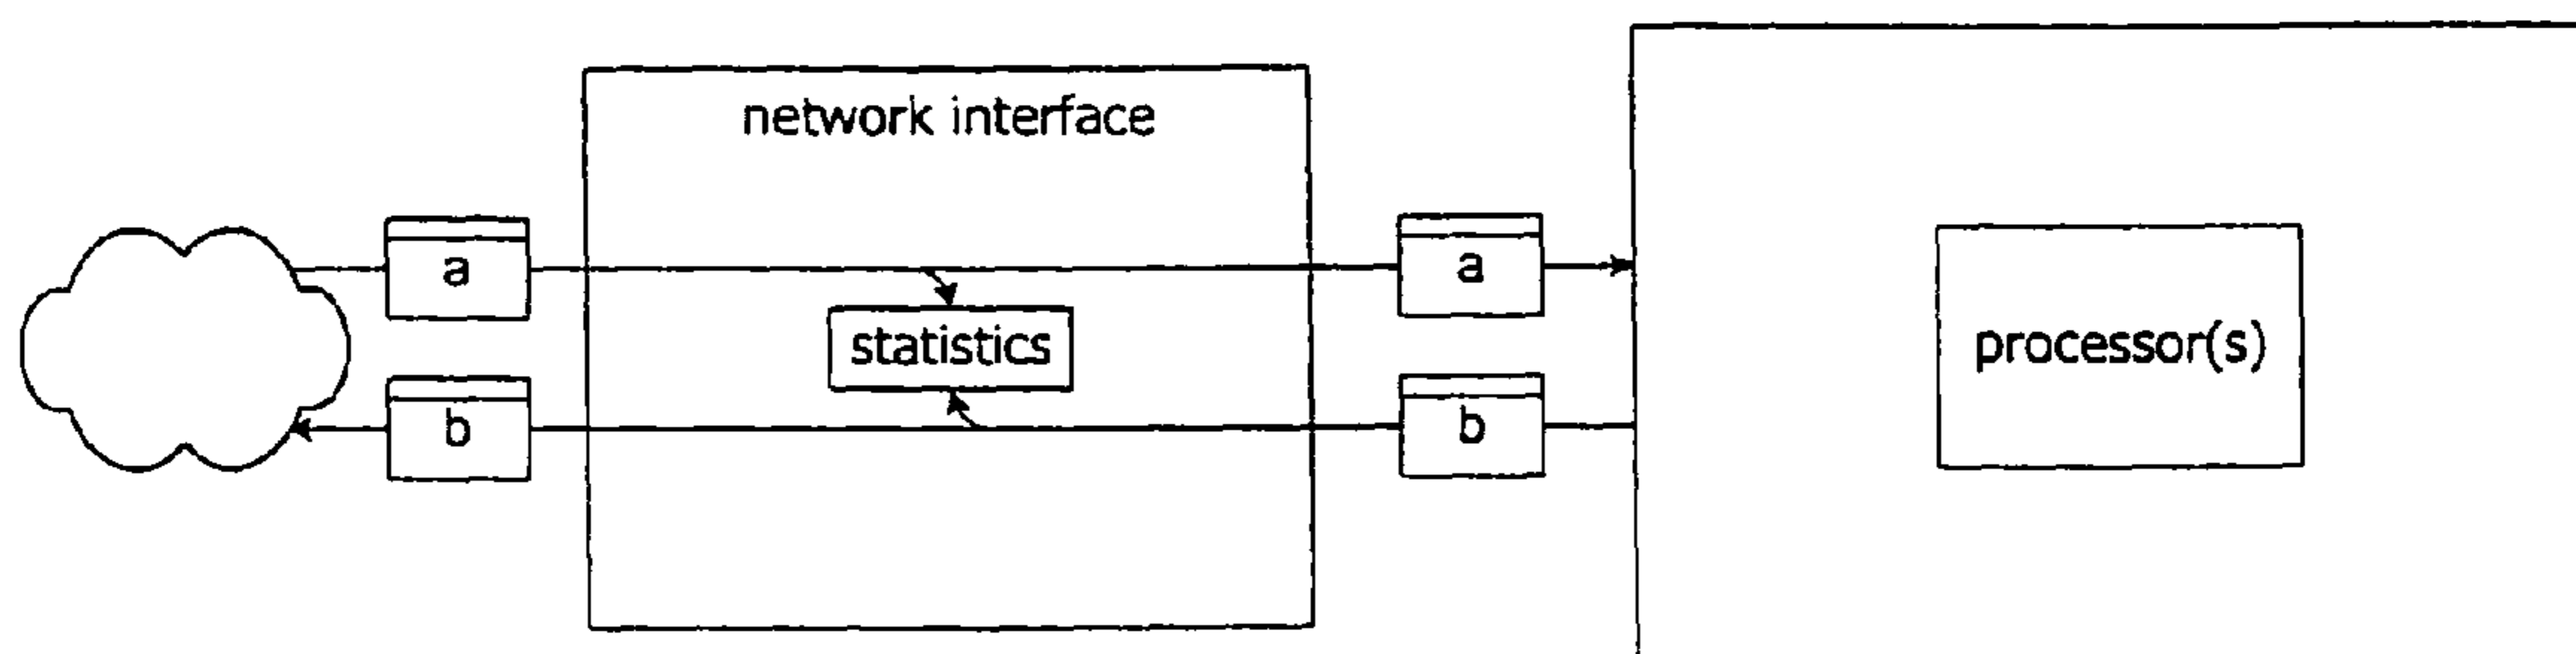 network interface
a
a
statistics
processor(s)
b
b